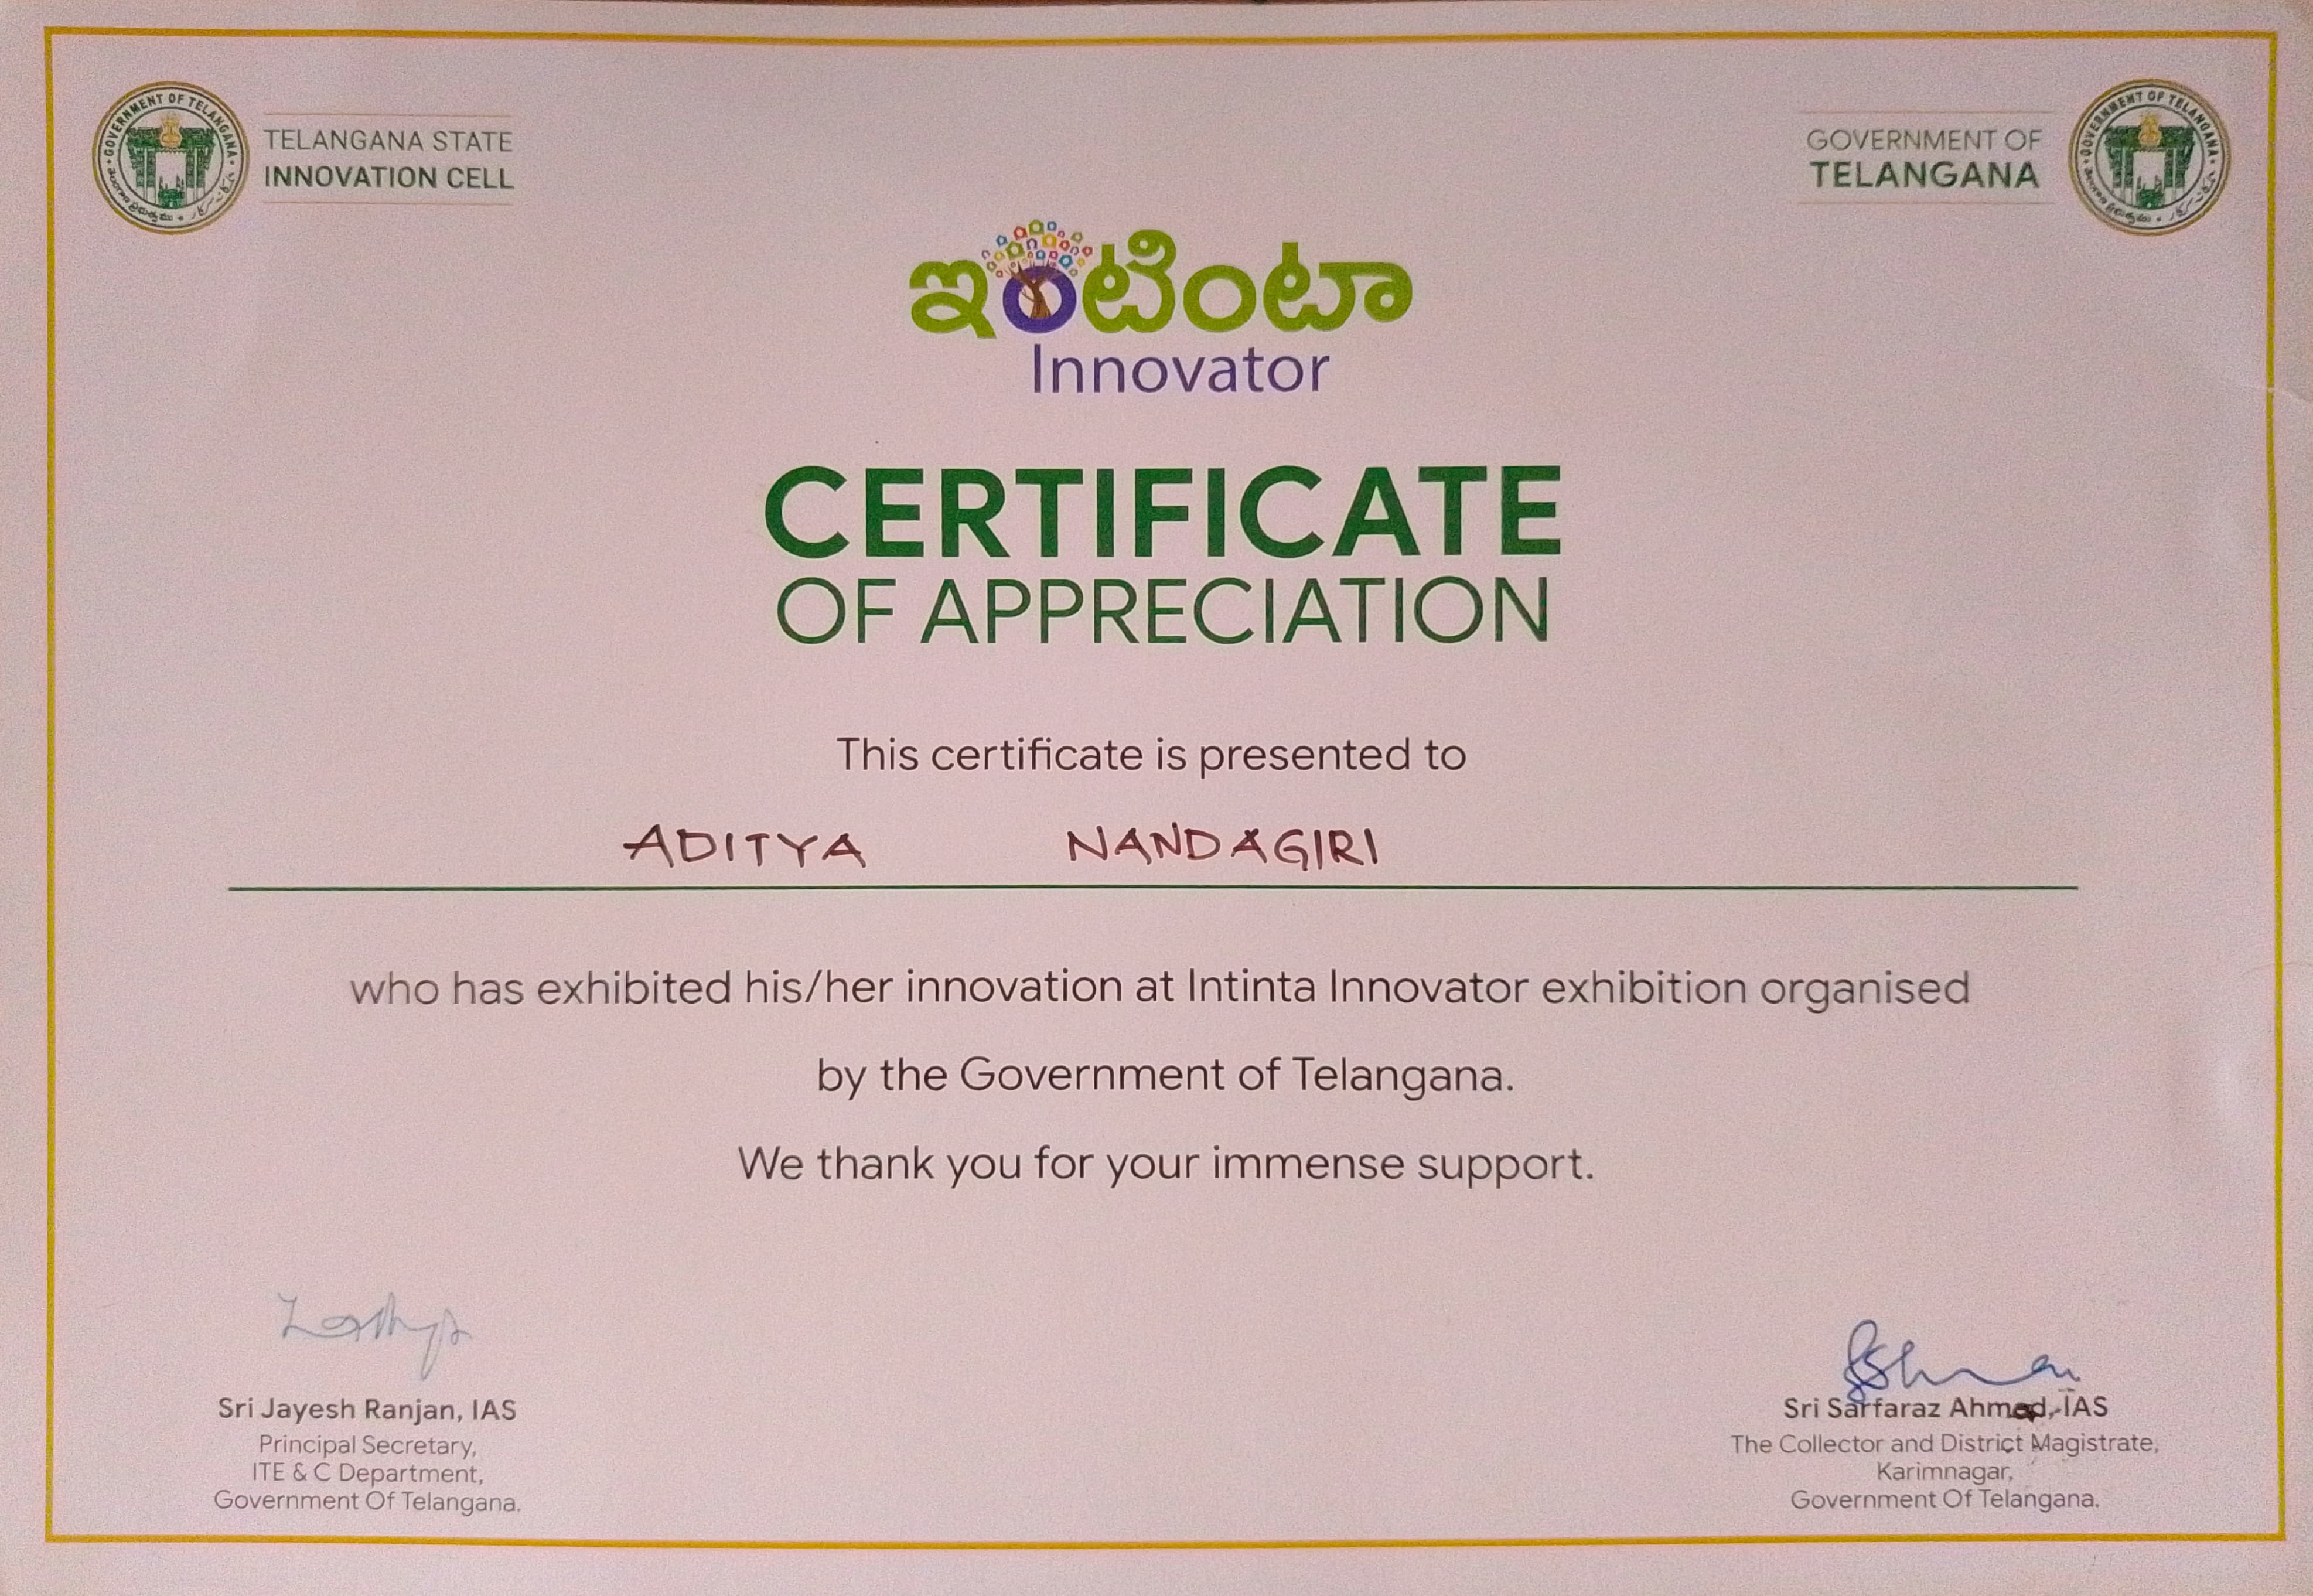 GOVERNMENT OF TELANGANA
TELANGANA STATE
INNOVATION CELL
GOVERNMENT OF
TELANGANA
GOVERNMENT OF TELANGANA
ఇంటింటా
Innovator
CERTIFICATE
OF APPRECIATION
This certificate is presented to
ADITYA NANDAGIRI
who has exhibited his/her innovation at Intinta Innovator exhibition organised
by the Government of Telangana.
We thank you for your immense support.
Sri Jayesh Ranjan, IAS
Principal Secretary,
ITE & C Department,
Government Of Telangana.
Sri Sarfaraz Ahmad, IAS
The Collector and District Magistrate,
Karimnagar,
Government Of Telangana.